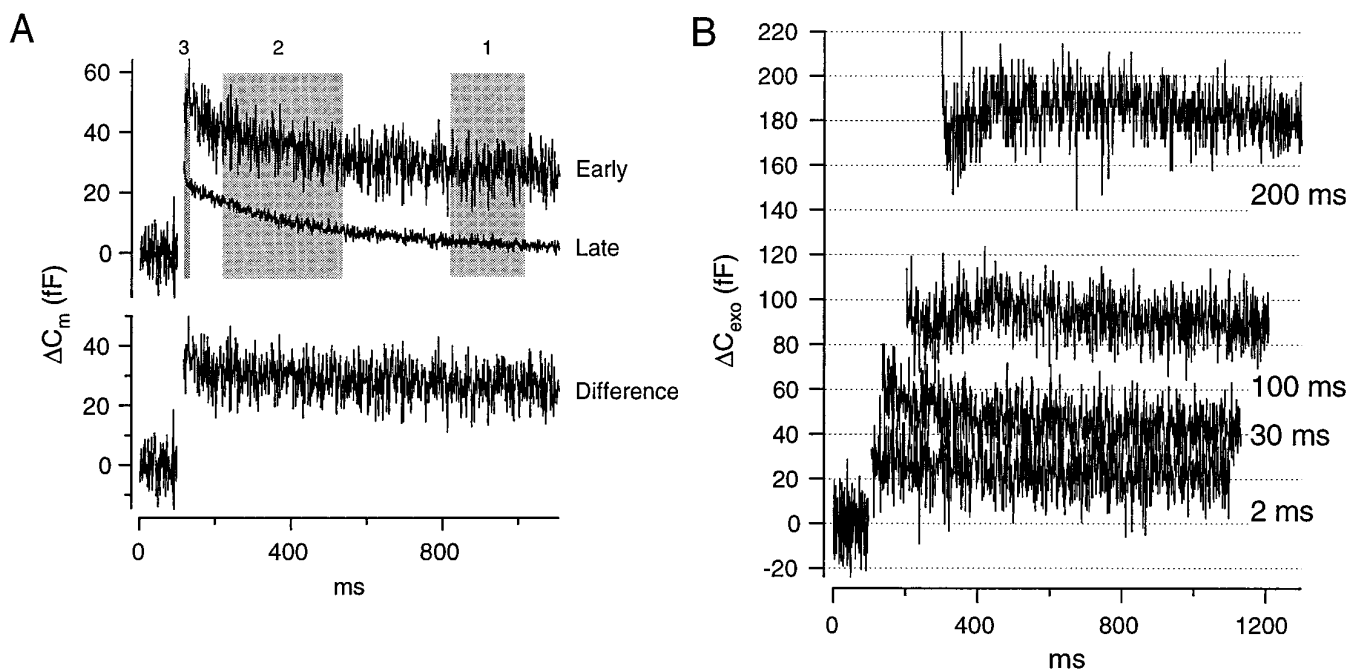 A
3 2 1
60
40
20
0
Early
Late
ΔCm (fF)
40
20
0
Difference
0 400 800
ms
B
220
200
180
160
140
120
100
80
60
40
20
0
-20
ΔCexo (fF)
200 ms
100 ms
30 ms
2 ms
0 400 800 1200
ms